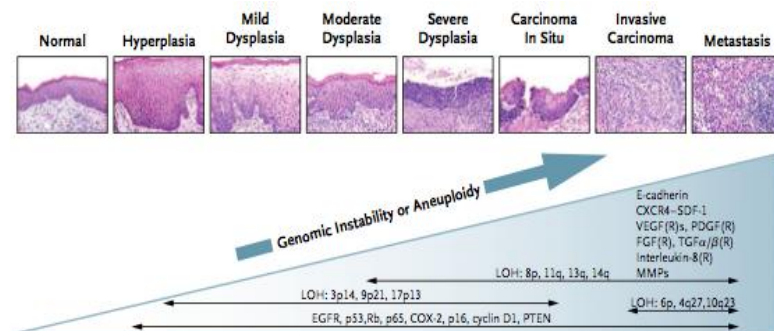 Normal
Hyperplasia
Mild
Dysplasia
Moderate
Dysplasia
Severe
Dysplasia
Carcinoma
In Situ
Invasive
Carcinoma
Metastasis
Genomic Instability or Aneuploidy
E-cadherin
CXCR4–SDF-1
VEGF(R)s, PDGF(R)
FGF(R), TGFα/β(R)
Interleukin-8(R)
MMPs
LOH: 8p, 11q, 13q, 14q
LOH: 3p14, 9p21, 17p13
LOH: 6p, 4q27,10q23
EGFR, p53,Rb, p65, COX-2, p16, cyclin D1, PTEN